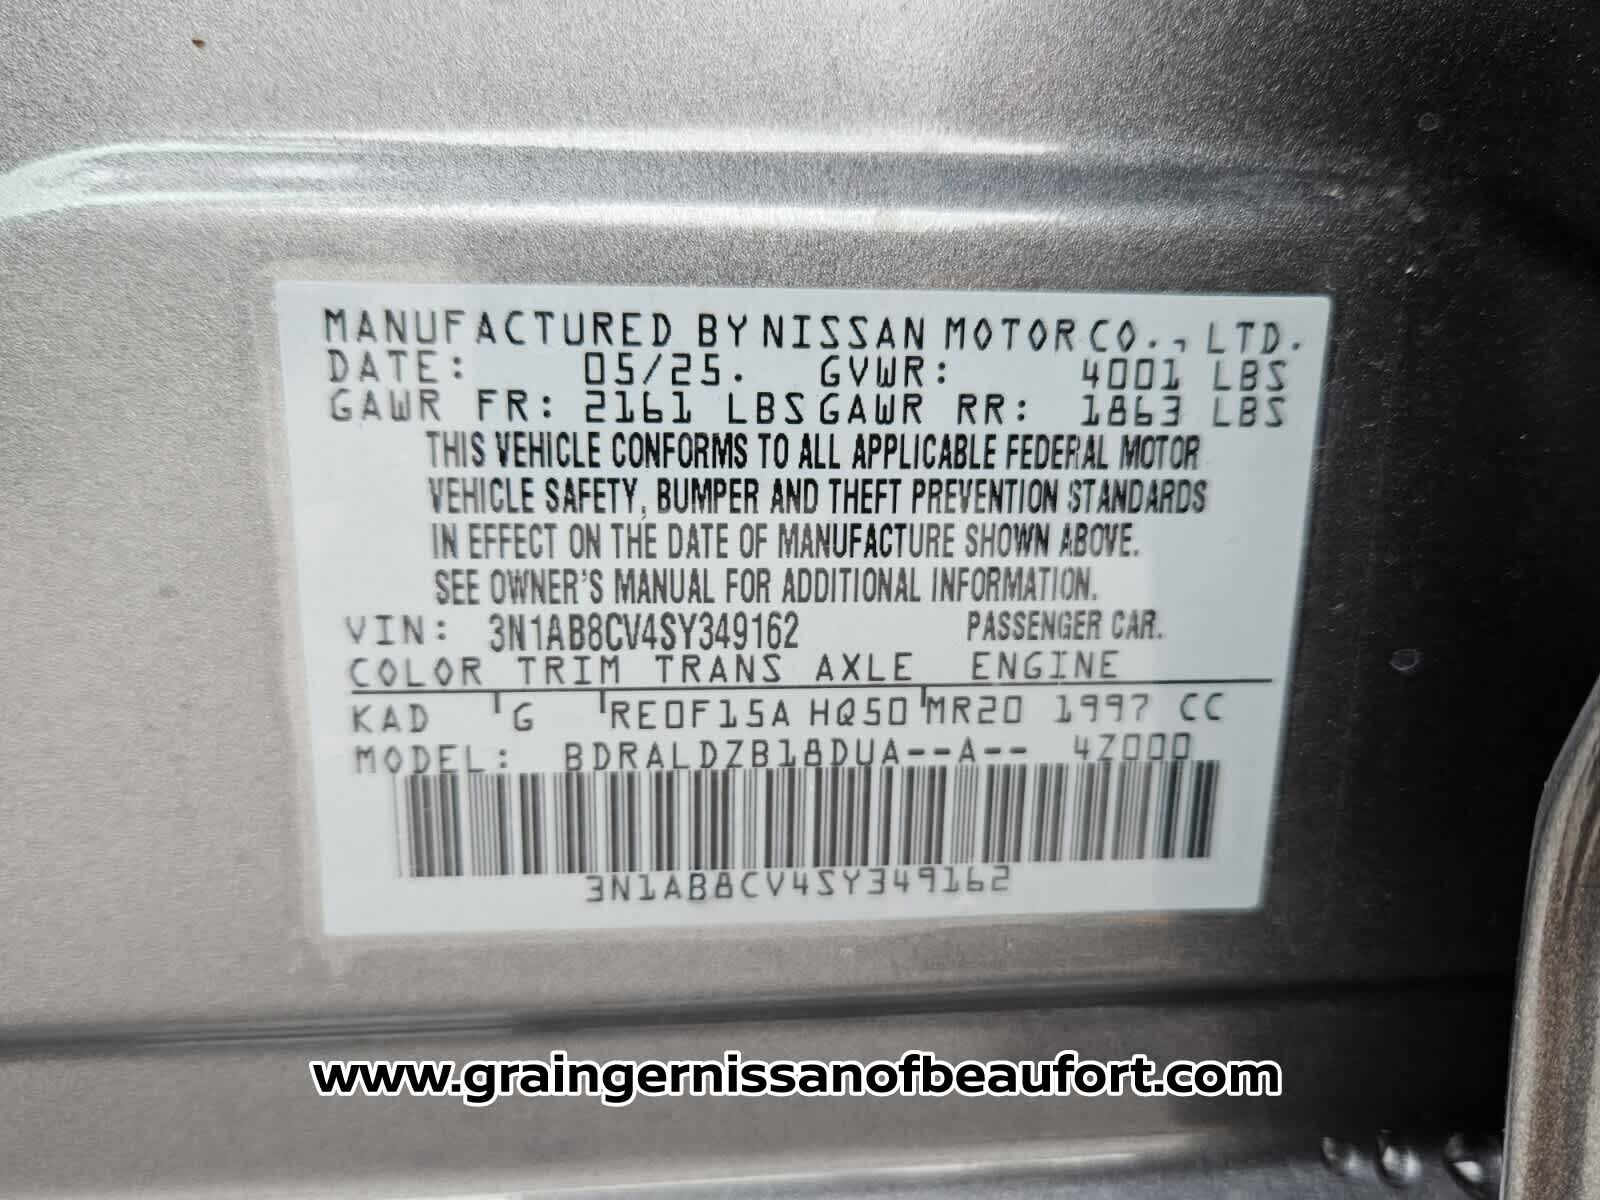 MANUFACTURED BY NISSAN MOTOR CO., LTD.
DATE: 05/25. GVWR: 4001 LBS
GAWR FR: 2161 LBS GAWR RR: 1863 LBS
THIS VEHICLE CONFORMS TO ALL APPLICABLE FEDERAL MOTOR
VEHICLE SAFETY, BUMPER AND THEFT PREVENTION STANDARDS
IN EFFECT ON THE DATE OF MANUFACTURE SHOWN ABOVE.
SEE OWNER'S MANUAL FOR ADDITIONAL INFORMATION.
VIN: 3N1AB8CV4SY349162 PASSENGER CAR.
COLOR TRIM TRANS AXLE ENGINE
KAD G RE0F15A HQ50 MR20 1997 CC
MODEL: BDRALDZB18DUA--A-- 4Z000
3N1AB8CV4SY349162
www.graingernissanofbeaufort.com